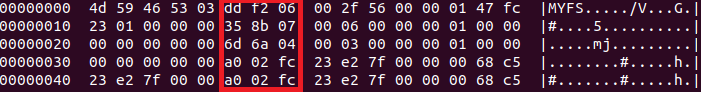 00000000 4d 59 46 53 03 dd f2 06 00 2f 56 00 00 01 47 fc |MYFS...../V...G.|
00000010 23 01 00 00 00 35 8b 07 00 06 00 00 00 01 00 00 |#....5..........|
00000020 00 00 00 00 00 6d 6a 04 00 03 00 00 00 01 00 00 |.....mj.........|
00000030 00 00 00 00 00 a0 02 fc 23 e2 7f 00 00 00 68 c5 |........#.....h.|
00000040 23 e2 7f 00 00 a0 02 fc 23 e2 7f 00 00 00 68 c5 |#.......#.....h.|